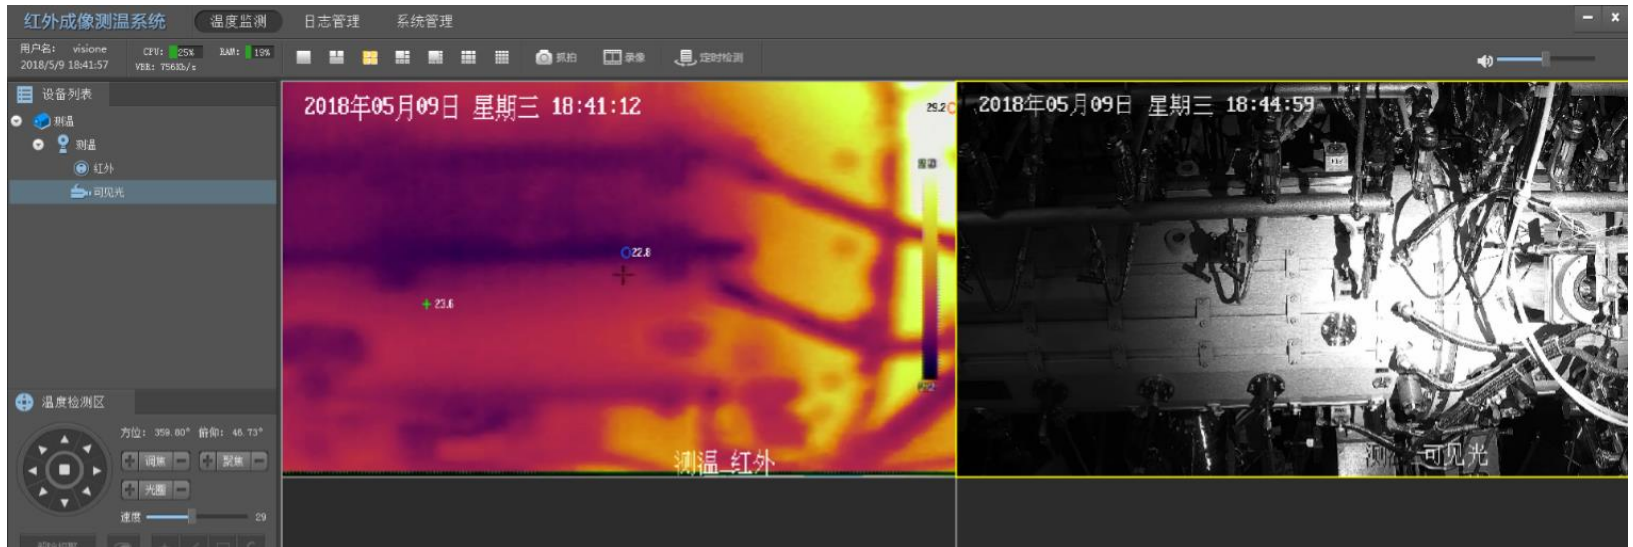 红外成像测温系统 温度监测 日志管理 系统管理
用户名: visione
2018/5/9 18:41:57
CPU: 25% RAM: 19%
VBR: 756Kb/s
抓拍 录像 定时检测
设备列表
测温
测温
红外
可见光
2018年05月09日 星期三 18:41:12
29.2
22.8
23.6
测温_红外
2018年05月09日 星期三 18:44:59
可见光
温度检测区
方位: 359.80° 俯仰: 46.73°
调焦 聚焦
光圈
速度 29